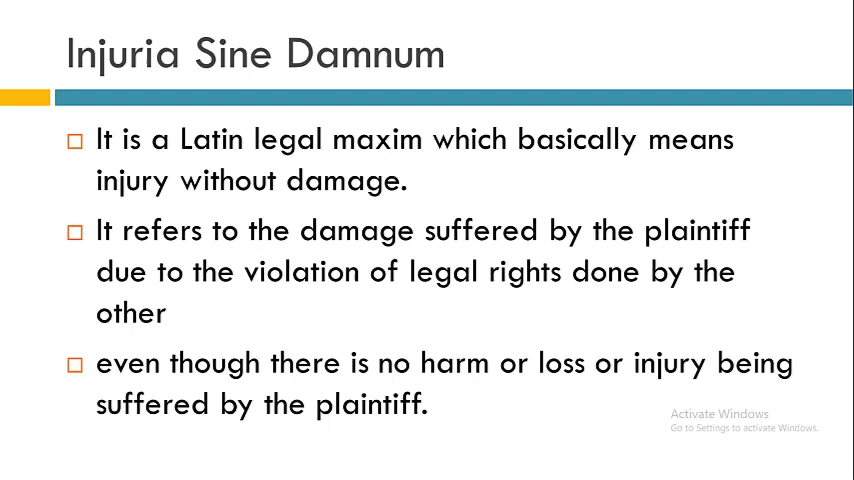 Injuria Sine Damnum
It is a Latin legal maxim which basically means
injury without damage.
It refers to the damage suffered by the plaintiff
due to the violation of legal rights done by the
other
even though there is no harm or loss or injury being
suffered by the plaintiff.
Activate Windows
Go to Settings to activate Windows.